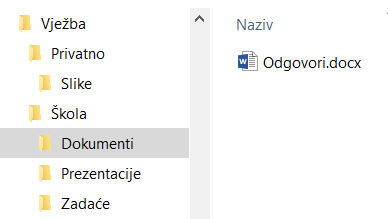 Vježba
Privatno
Slike
Škola
Dokumenti
Prezentacije
Zadaće
Naziv
Odgovori.docx